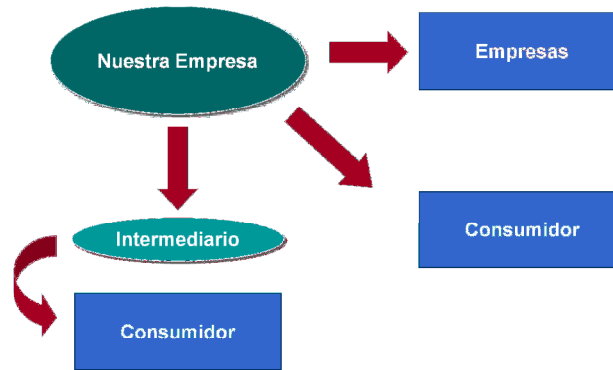 Nuestra Empresa
Empresas
Consumidor
Intermediario
Consumidor